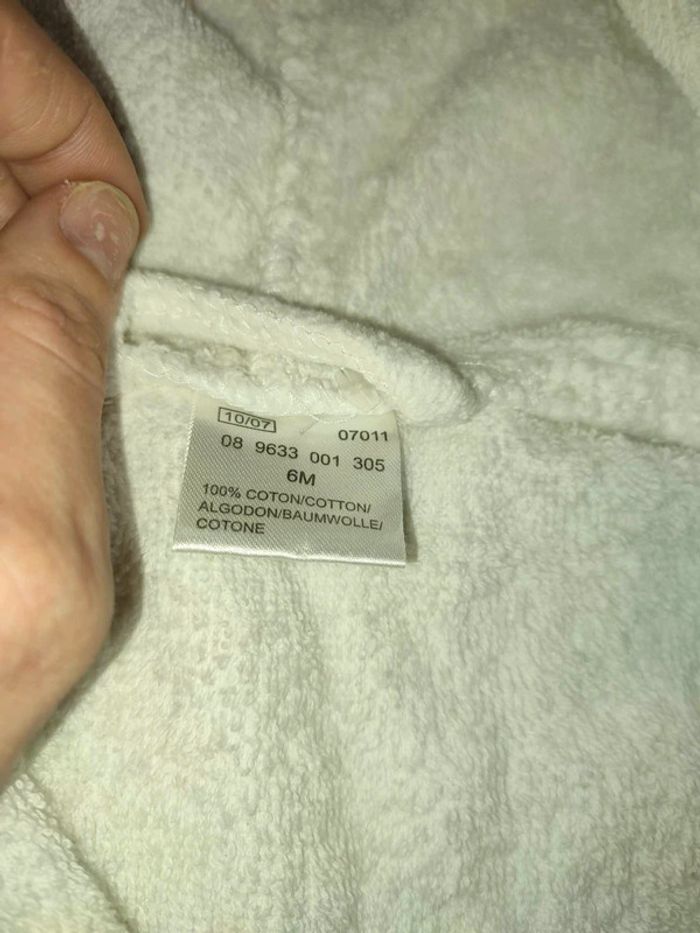 10/07
07011
08 9633 001 305
6M
100% COTON/COTTON/
ALGODON/BAUMWOLLE/
COTONE